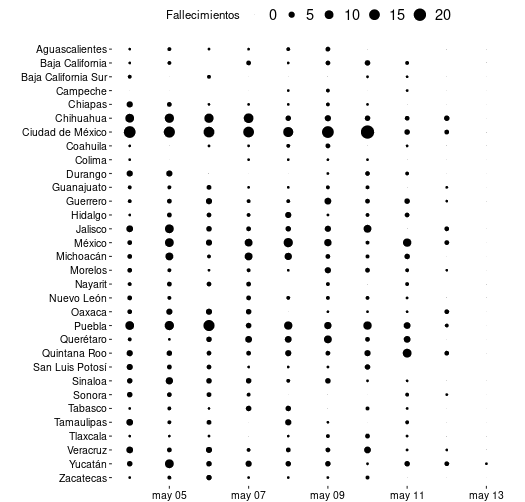 Fallecimientos 0 5 10 15 20
Aguascalientes
Baja California
Baja California Sur
Campeche
Chiapas
Chihuahua
Ciudad de México
Coahuila
Colima
Durango
Guanajuato
Guerrero
Hidalgo
Jalisco
México
Michoacán
Morelos
Nayarit
Nuevo León
Oaxaca
Puebla
Querétaro
Quintana Roo
San Luis Potosí
Sinaloa
Sonora
Tabasco
Tamaulipas
Tlaxcala
Veracruz
Yucatán
Zacatecas
may 05 may 07 may 09 may 11 may 13